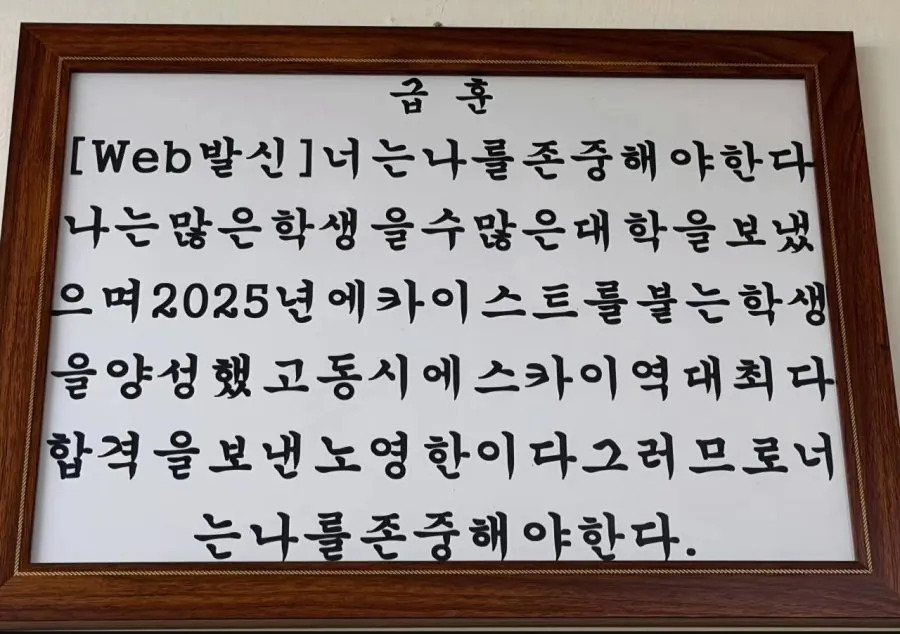 급 훈
[Web발신]너는나를존중해야한다
나는많은학생을수많은대학을보냈
으며2025년에카이스트를붙는학생
을양성했고동시에스카이역대최다
합격을보낸노영한이다그러므로너
는나를존중해야한다.